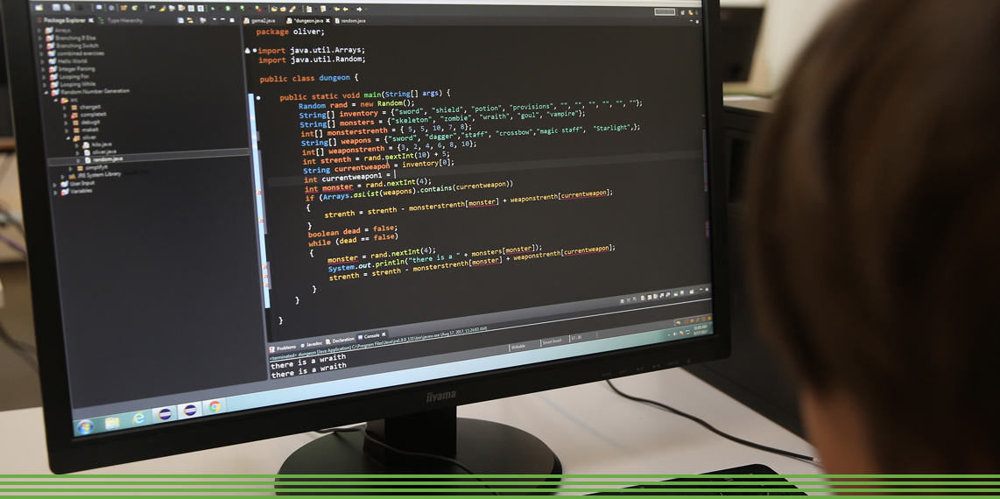 Package Explorer Type Hierarchy
game2.java *dungeon.java random.java
Arrays
Branching If Else
Branching Switch
combined exercises
Hello World
Integer Parsing
Looping For
Looping While
Random Number Generation
src
changeit
completeit
debugit
makeit
oliver
hilo.java
oliver.java
random.java
simplifyit
JRE System Library
User Input
Variables
package oliver;
import java.util.Arrays;
import java.util.Random;
public class dungeon {
public static void main(String[] args) {
Random rand = new Random();
String[] inventory = {"sword", "shield", "potion", "provisions", "", "", "", "", "", ""};
String[] monsters = {"skeleton", "zombie", "wraith", "goul", "vampire"};
int[] monsterstrenth = { 5, 5, 10, 7, 8};
String[] weapons = {"sword", "dagger","staff", "crossbow","magic staff", "Starlight",};
int[] weaponstrenth = {3, 2, 4, 6, 8, 10};
int strenth = rand.nextInt(10) + 5;
String currentweapon = inventory[0];
int currentweapon1 =
int monster = rand.nextInt(4);
if (Arrays.asList(weapons).contains(currentweapon))
{
strenth = strenth - monsterstrenth[monster] + weaponstrenth[currentweapon];
}
boolean dead = false;
while (dead == false)
{
monster = rand.nextInt(4);
System.out.println("there is a " + monsters[monster]);
strenth = strenth - monsterstrenth[monster] + weaponstrenth[currentweapon];
}
}
}
Problems Javadoc Declaration Console
<terminated> dungeon [Java Application] C:\Program Files\Java\jre1.8.0_131\bin\javaw.exe (Aug 17, 2017, 11:24:03 AM)
there is a wraith
there is a wraith
Writable Smart Insert
iiyama